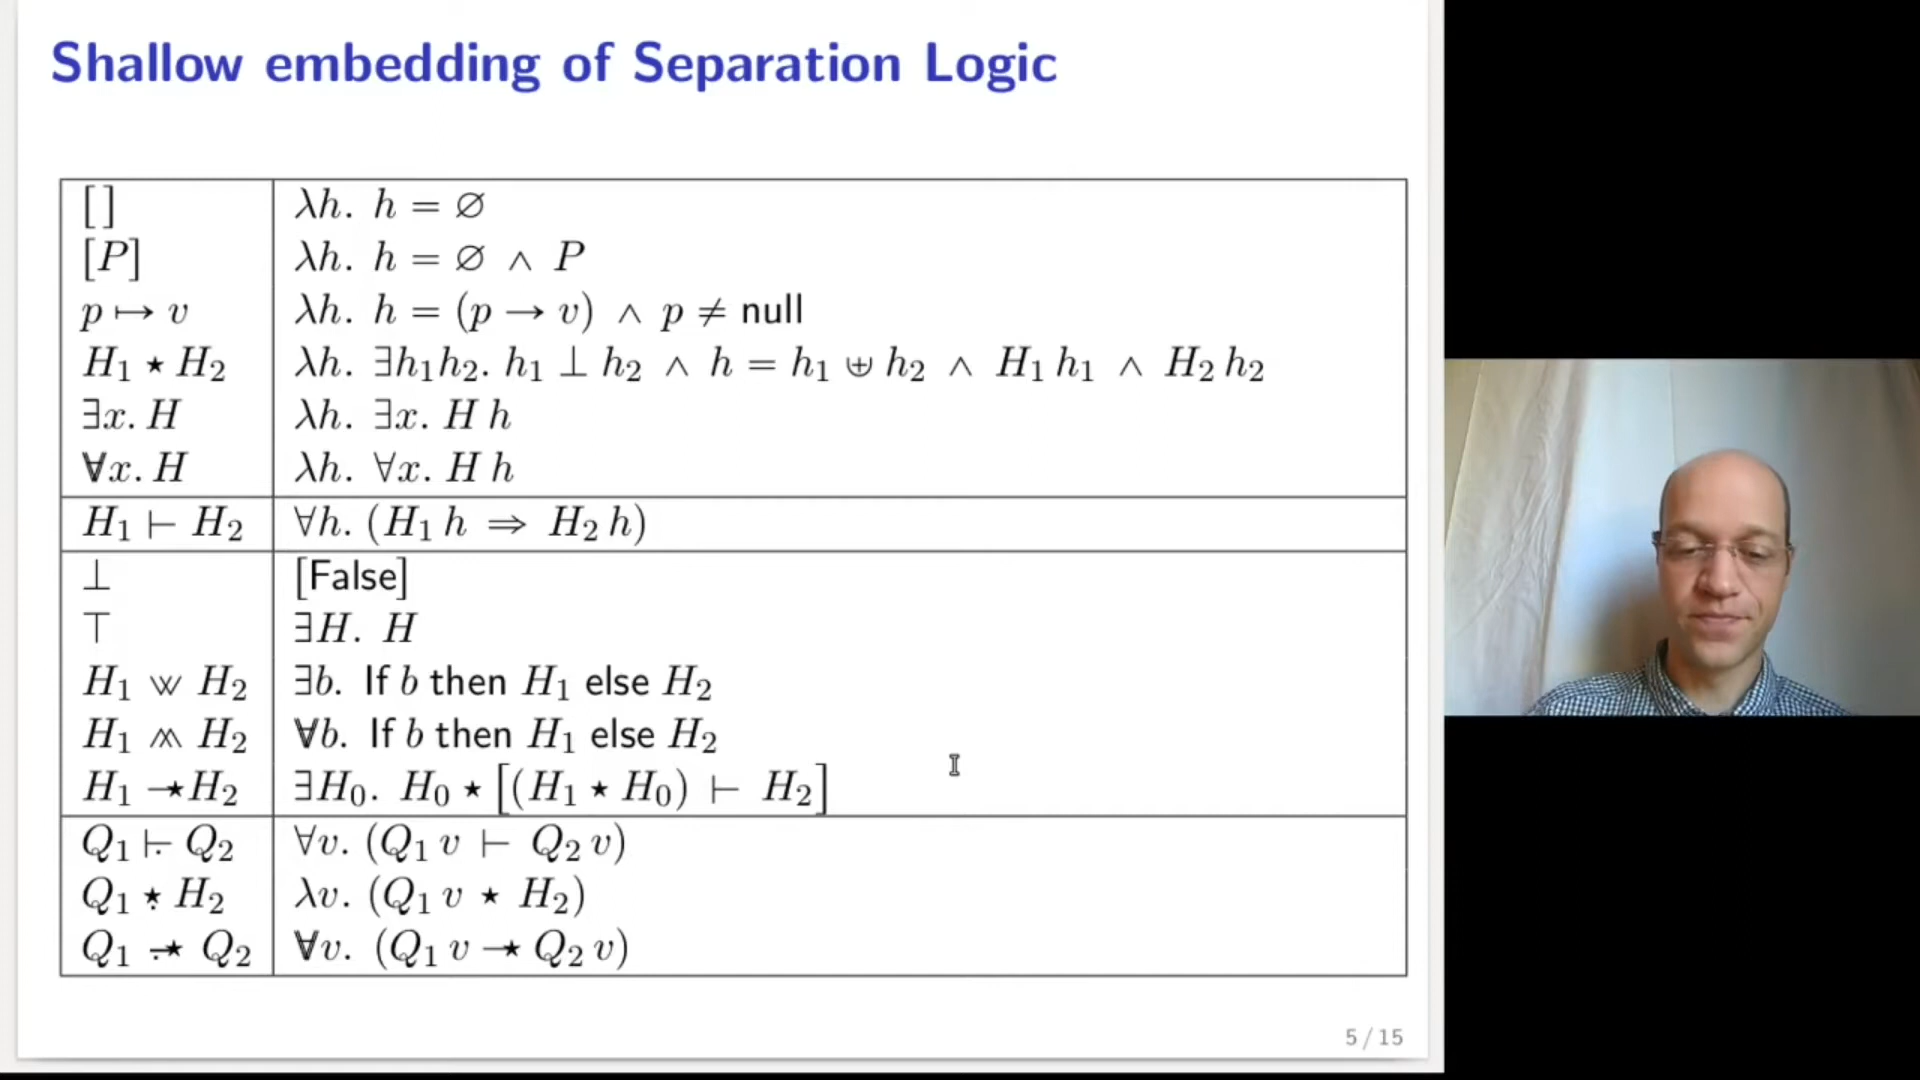 Shallow embedding of Separation Logic
[ ] λh. h = ∅
[P] λh. h = ∅ ∧ P
p ↦ v λh. h = (p → v) ∧ p ≠ null
H₁ ⋆ H₂ λh. ∃h₁h₂. h₁ ⊥ h₂ ∧ h = h₁ ⊎ h₂ ∧ H₁ h₁ ∧ H₂ h₂
∃x. H λh. ∃x. H h
∀x. H λh. ∀x. H h
H₁ ⊢ H₂ ∀h. (H₁ h ⇒ H₂ h)
⊥ [False]
⊤ ∃H. H
H₁ ⩖ H₂ ∃b. If b then H₁ else H₂
H₁ ⩕ H₂ ∀b. If b then H₁ else H₂
H₁ −⋆ H₂ ∃H₀. H₀ ⋆ [(H₁ ⋆ H₀) ⊢ H₂]
Q₁ ⊢. Q₂ ∀v. (Q₁ v ⊢ Q₂ v)
Q₁ ⋆. H₂ λv. (Q₁ v ⋆ H₂)
Q₁ −⋆. Q₂ ∀v. (Q₁ v −⋆ Q₂ v)
5 / 15